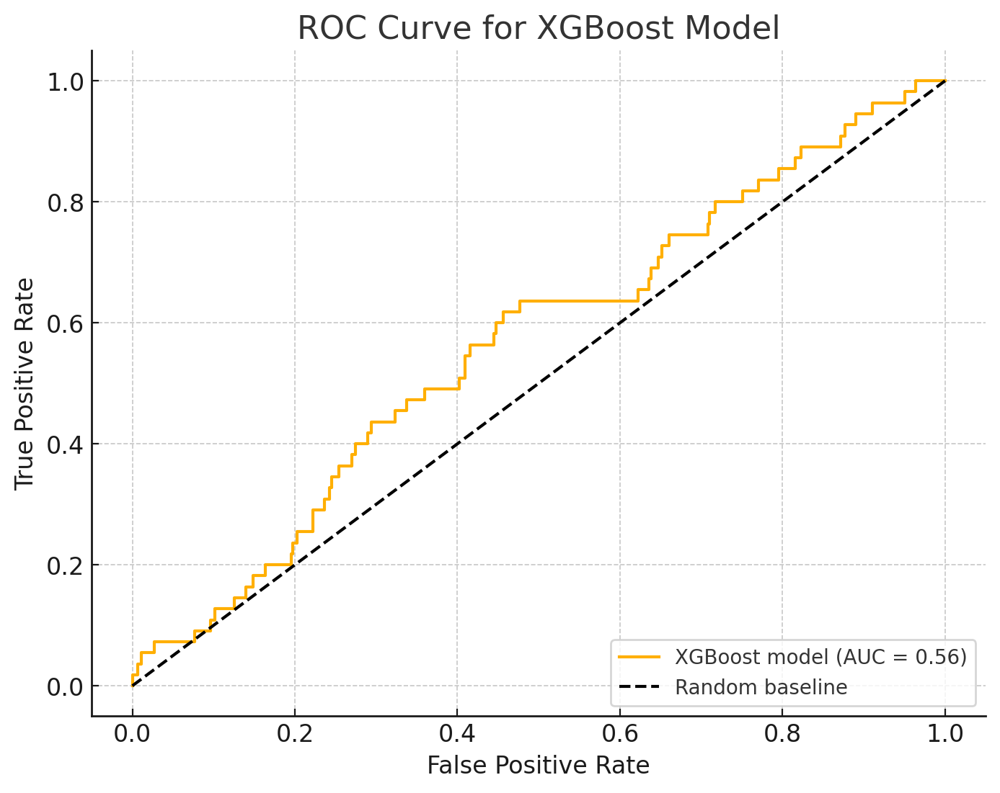 ROC Curve for XGBoost Model
1.0
0.8
0.6
0.4
0.2
0.0
True Positive Rate
XGBoost model (AUC = 0.56)
Random baseline
0.0 0.2 0.4 0.6 0.8 1.0
False Positive Rate